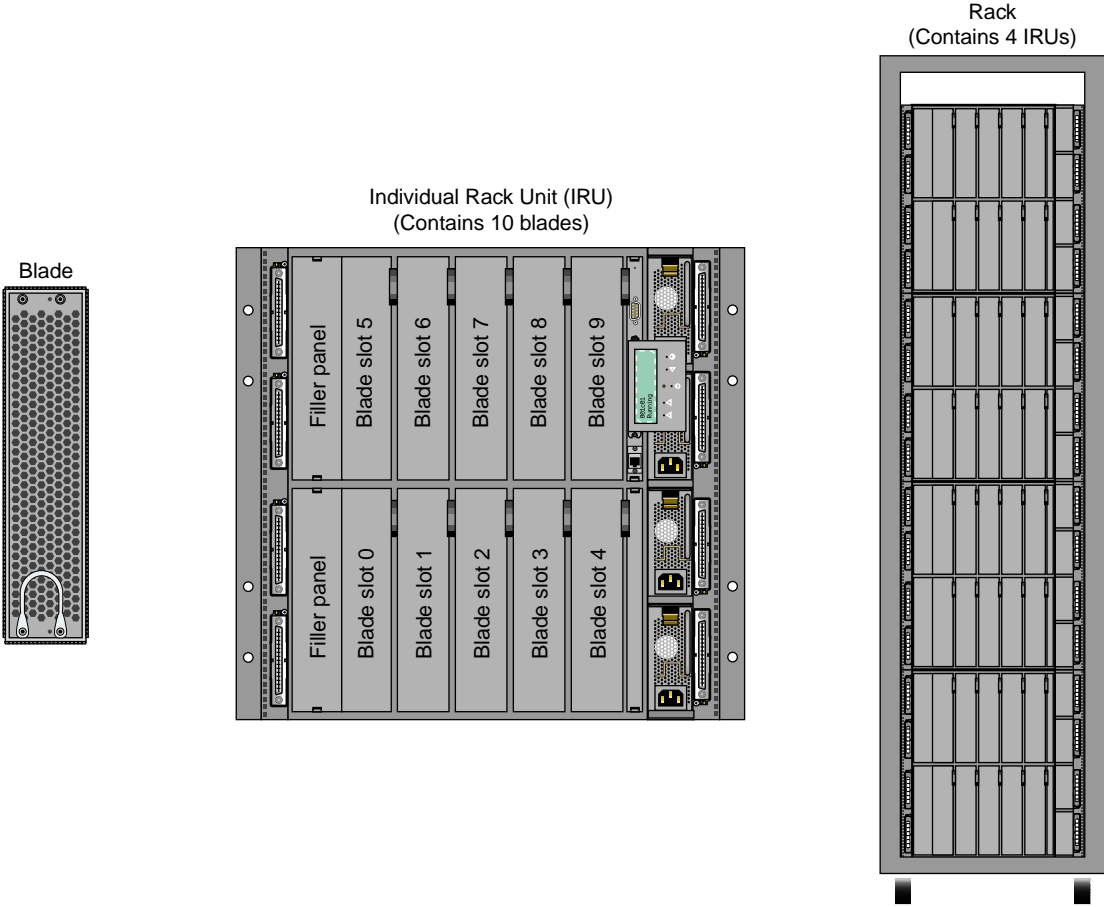 Rack
(Contains 4 IRUs)
Individual Rack Unit (IRU)
(Contains 10 blades)
Blade
Filler panel
Blade slot 5
Blade slot 6
Blade slot 7
Blade slot 8
Blade slot 9
001c01
Running
Filler panel
Blade slot 0
Blade slot 1
Blade slot 2
Blade slot 3
Blade slot 4